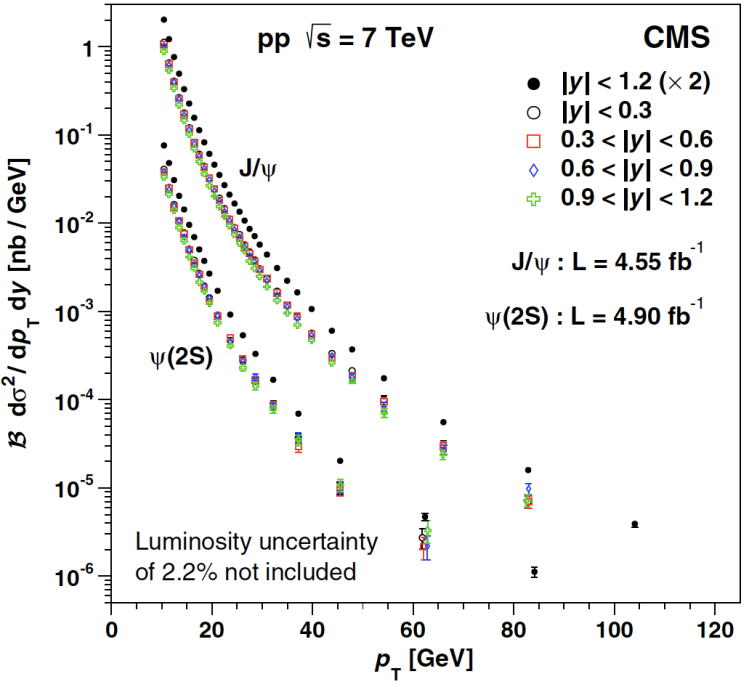 pp √s = 7 TeV
CMS
|y| < 1.2 (× 2)
|y| < 0.3
0.3 < |y| < 0.6
0.6 < |y| < 0.9
0.9 < |y| < 1.2
J/ψ
J/ψ : L = 4.55 fb⁻¹
ψ(2S) : L = 4.90 fb⁻¹
ψ(2S)
Luminosity uncertainty
of 2.2% not included
ℬ dσ² / dp_T dy [nb / GeV]
1
10⁻¹
10⁻²
10⁻³
10⁻⁴
10⁻⁵
10⁻⁶
0 20 40 60 80 100 120
p_T [GeV]